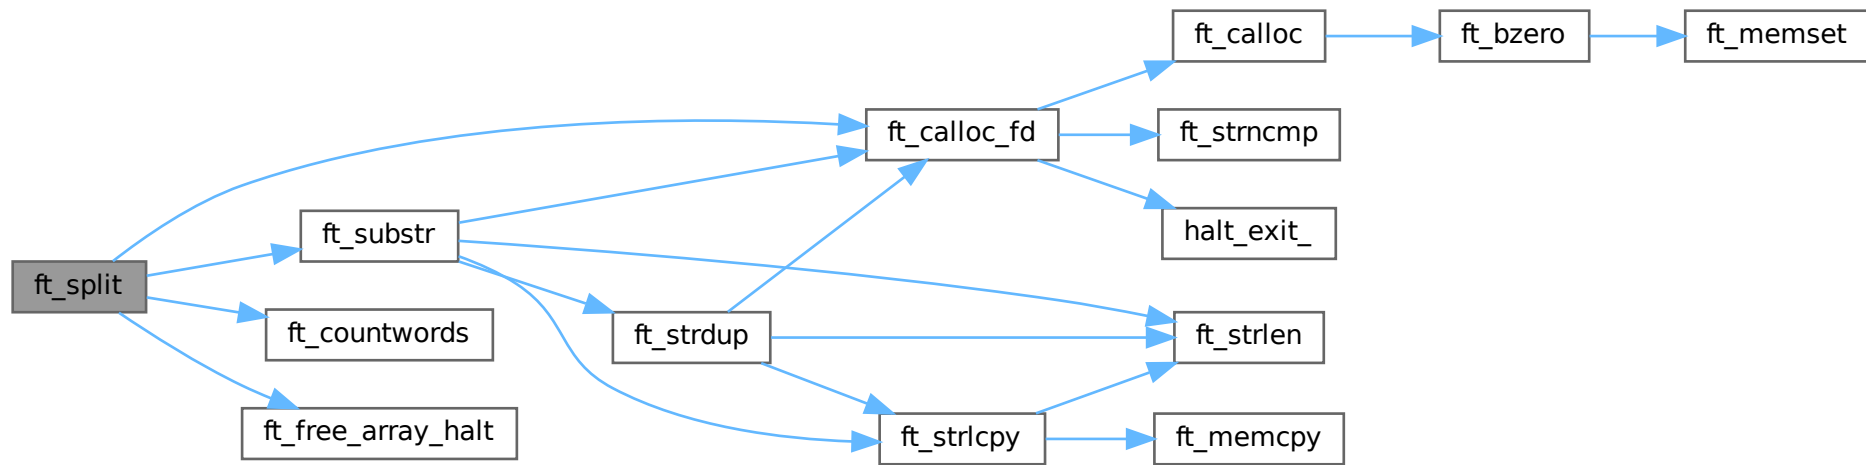 ft_split
ft_substr
ft_countwords
ft_free_array_halt
ft_strdup
ft_calloc_fd
ft_strlcpy
ft_calloc
ft_strncmp
halt_exit_
ft_strlen
ft_memcpy
ft_bzero
ft_memset